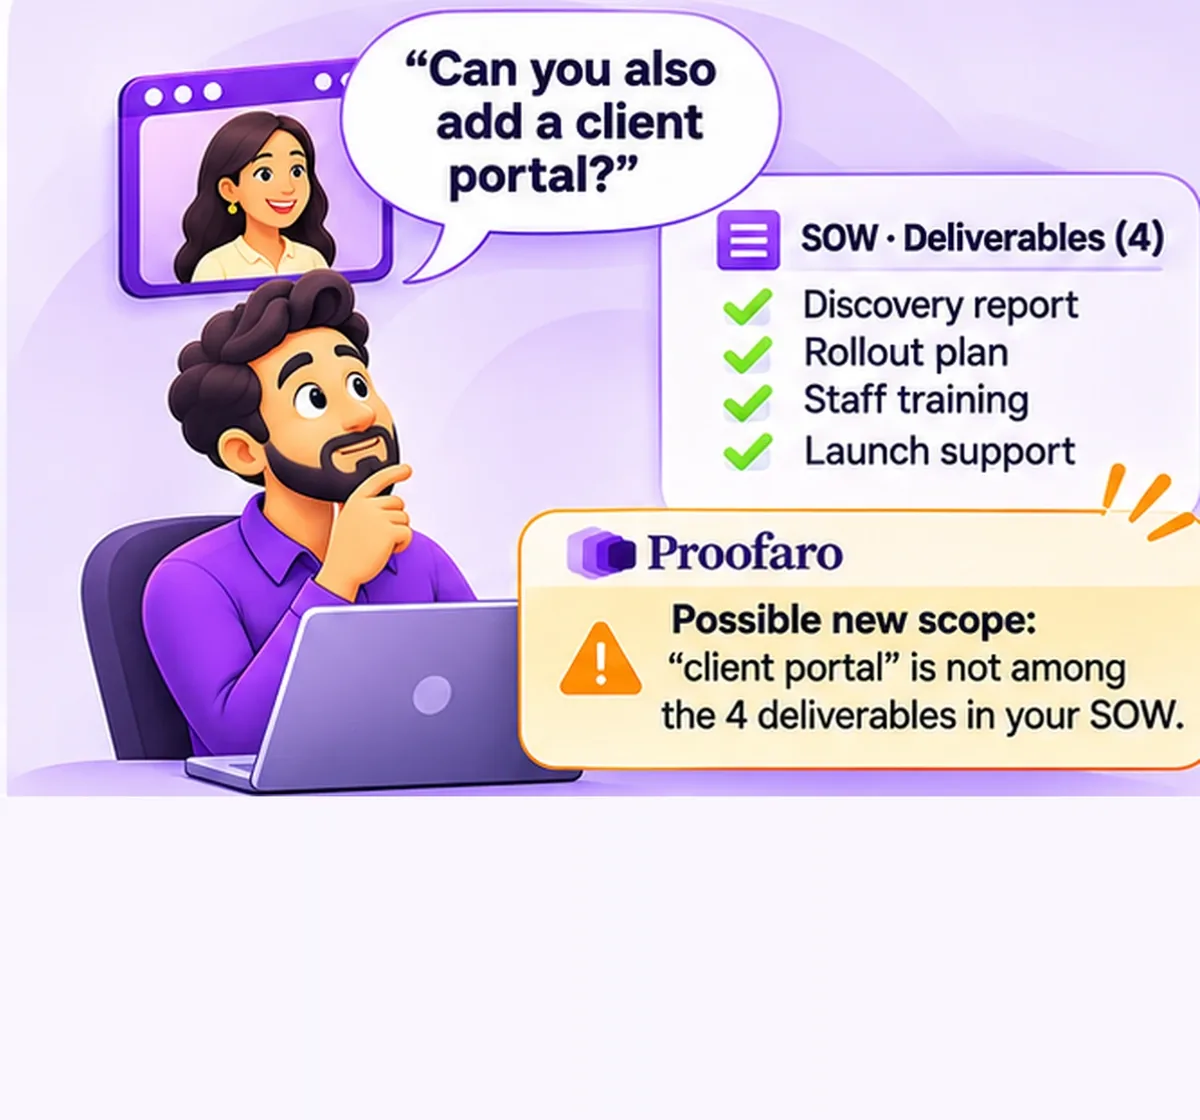 “Can you also
add a client
portal?”
SOW · Deliverables (4)
Discovery report
Rollout plan
Staff training
Launch support
Proofaro
Possible new scope:
“client portal” is not among
the 4 deliverables in your SOW.